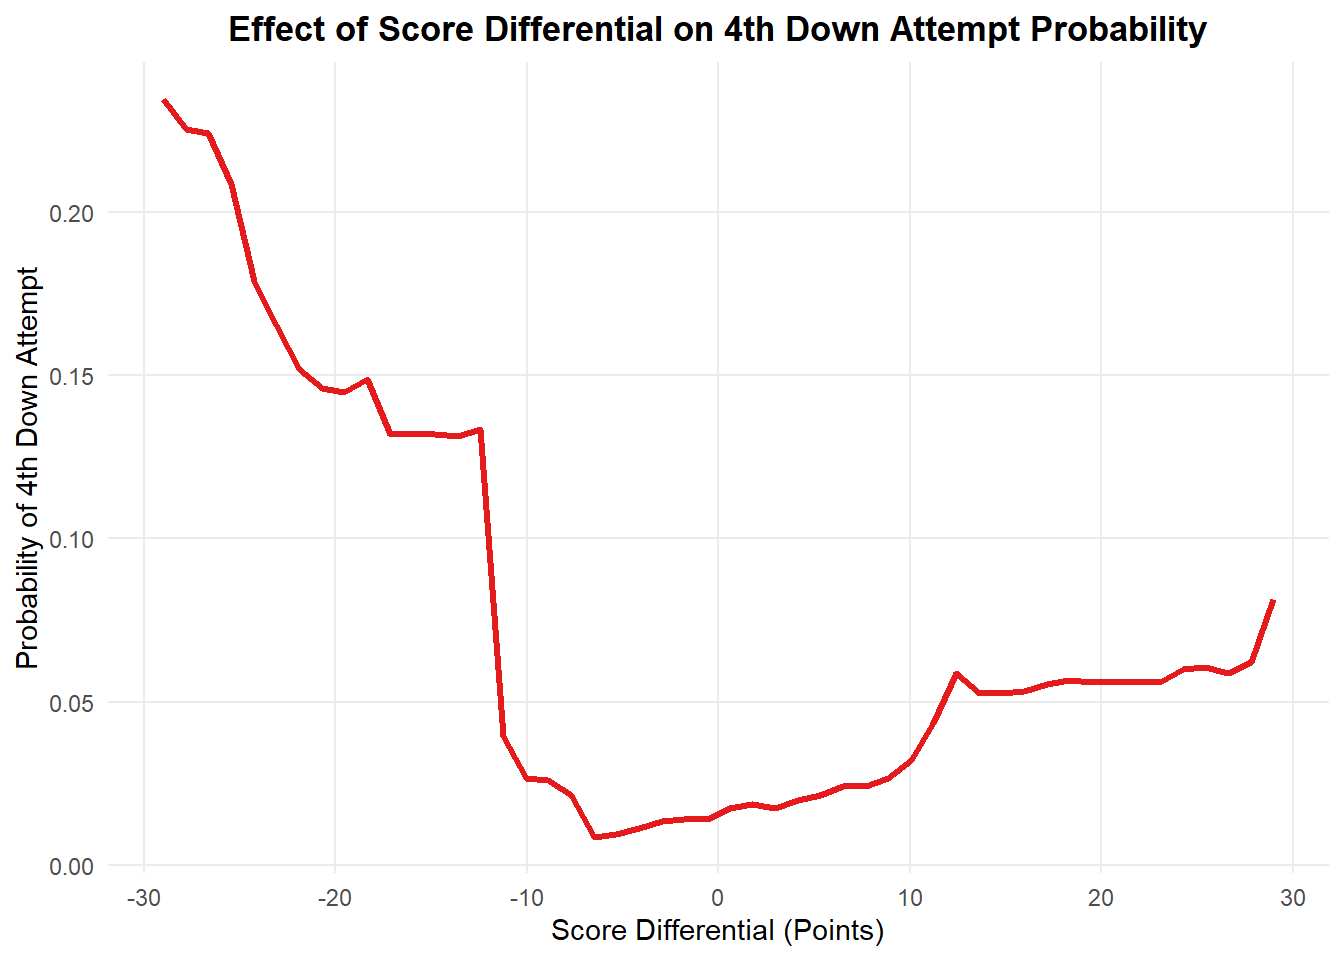 Effect of Score Differential on 4th Down Attempt Probability
Probability of 4th Down Attempt
0.20
0.15
0.10
0.05
0.00
-30 -20 -10 0 10 20 30
Score Differential (Points)